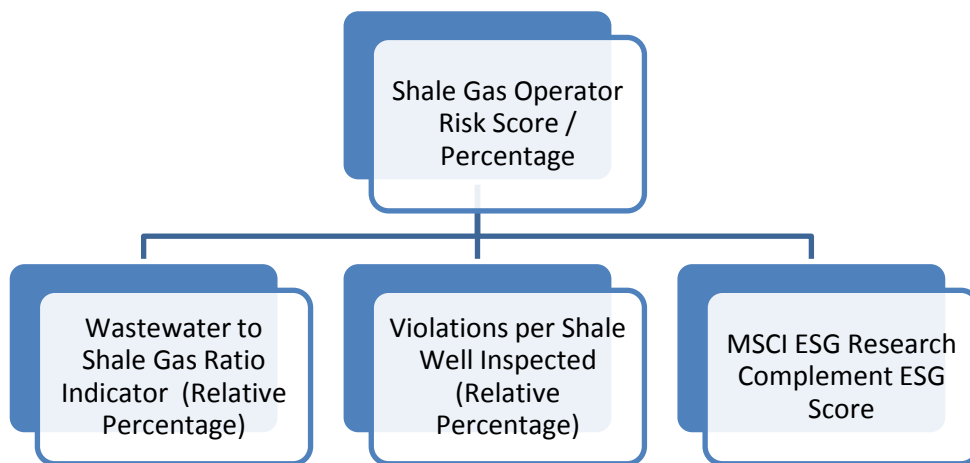 Shale Gas Operator
Risk Score /
Percentage
Wastewater to
Shale Gas Ratio
Indicator (Relative
Percentage)
Violations per Shale
Well Inspected
(Relative
Percentage)
MSCI ESG Research
Complement ESG
Score